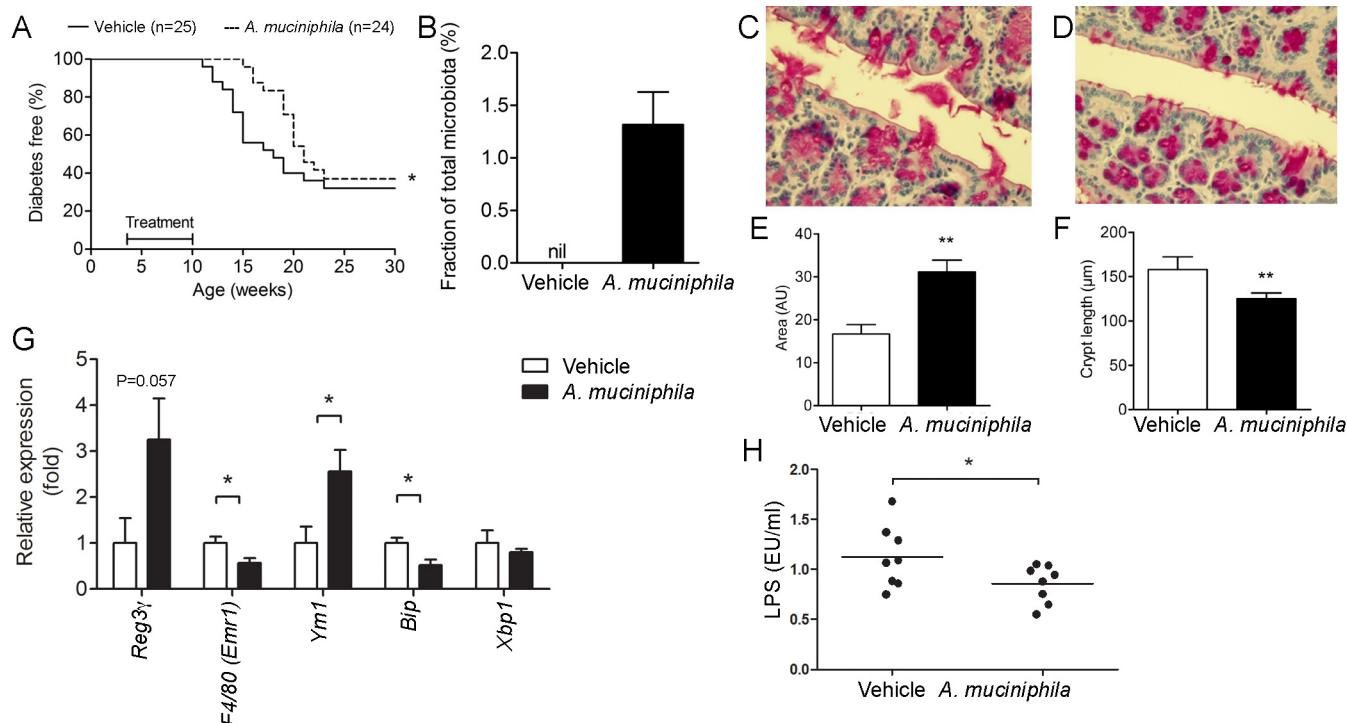 A
Vehicle (n=25)
A. muciniphila (n=24)
Diabetes free (%)
100
80
60
40
20
0
*
Treatment
0 5 10 15 20 25 30
Age (weeks)
B
Fraction of total microbiota (%)
2.0
1.5
1.0
0.5
0.0
nil
Vehicle A. muciniphila
C
D
E
Area (AU)
40
30
20
10
0
**
Vehicle A. muciniphila
F
Crypt length (μm)
200
150
100
50
0
**
Vehicle A. muciniphila
G
Vehicle
A. muciniphila
Relative expression
(fold)
5
4
3
2
1
0
P=0.057
*
*
*
Reg3γ
F4/80 (Emr1)
Ym1
Bip
Xbp1
H
LPS (EU/ml)
2.0
1.5
1.0
0.5
0.0
*
Vehicle A. muciniphila